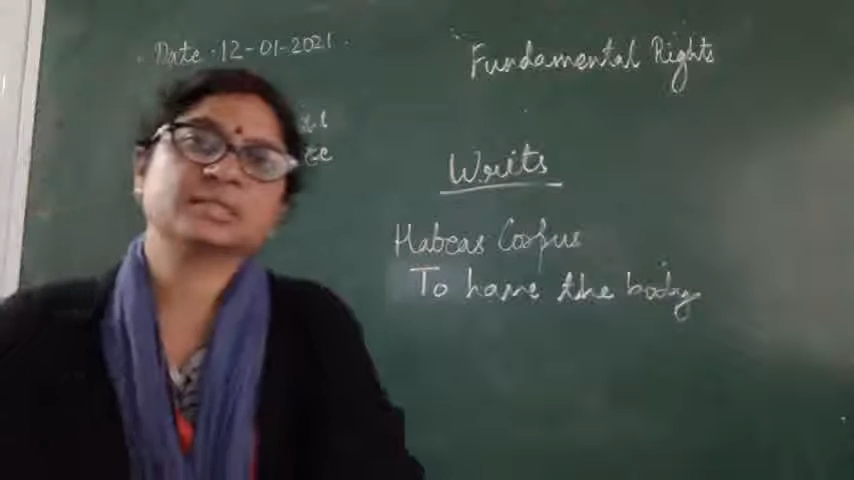 Date :12-01-2021.
Fundamental Rights
Writs
Habeas Corpus
To have the body